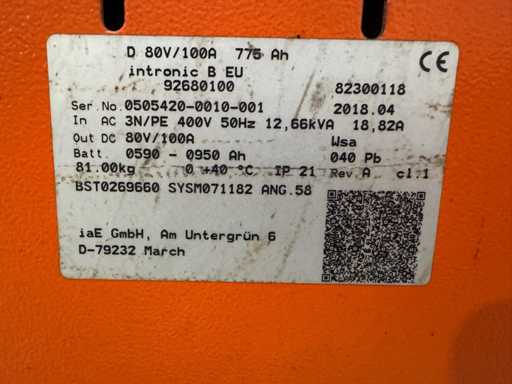 D 80V/100A 775 Ah
intronic B EU
92680100 82300118
Ser.No.0505420-0010-001 2018.04
In AC 3N/PE 400V 50Hz 12,66kVA 18,82A
Out DC 80V/100A Wsa
Batt. 0590 - 0950 Ah 040 Pb
81.00kg 0 +40 °C IP 21 Rev.A cl.1
BST0269660 SYSM071182 ANG.58
iaE GmbH, Am Untergrün 6
D-79232 March
CE